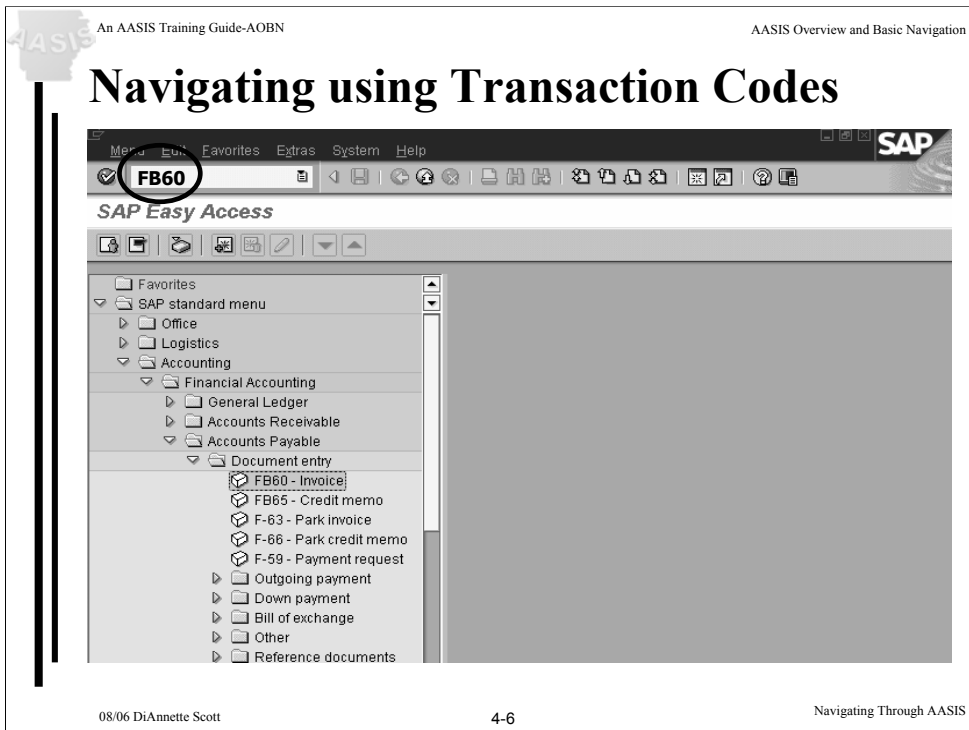 AASIS
An AASIS Training Guide-AOBN
AASIS Overview and Basic Navigation
Navigating using Transaction Codes
Menu Edit Favorites Extras System Help
SAP
FB60
SAP Easy Access
Favorites
SAP standard menu
Office
Logistics
Accounting
Financial Accounting
General Ledger
Accounts Receivable
Accounts Payable
Document entry
FB60 - Invoice
FB65 - Credit memo
F-63 - Park invoice
F-66 - Park credit memo
F-59 - Payment request
Outgoing payment
Down payment
Bill of exchange
Other
Reference documents
08/06 DiAnnette Scott
4-6
Navigating Through AASIS